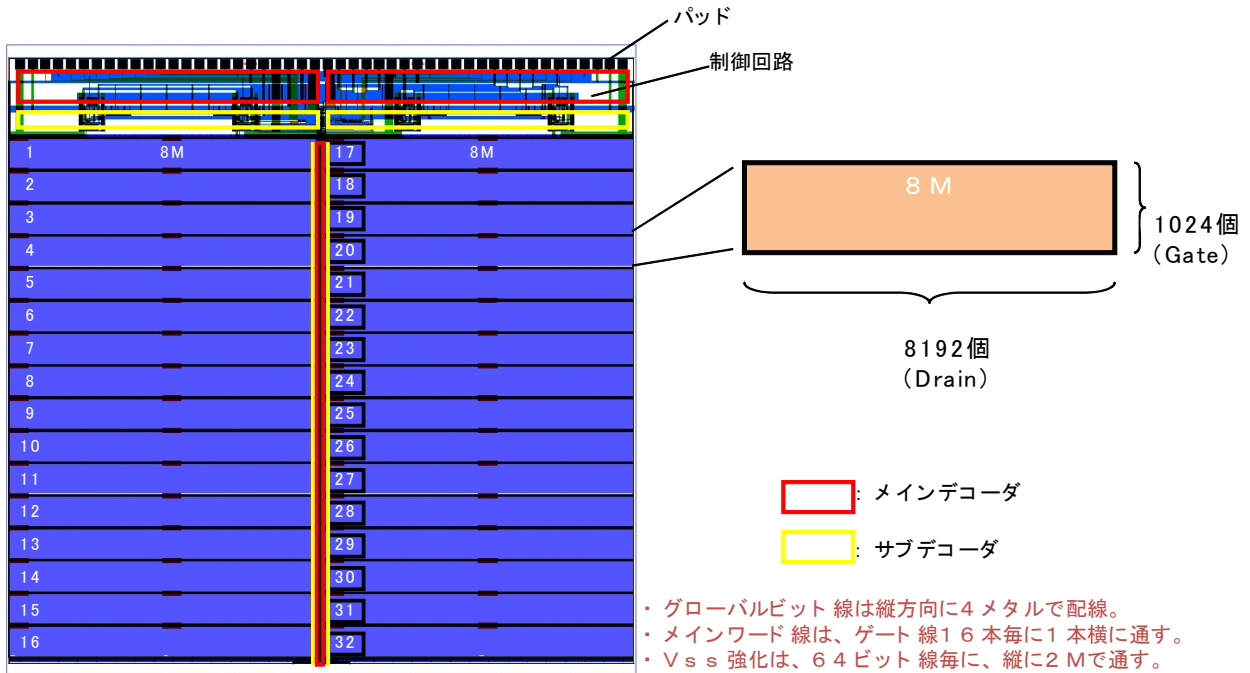 パッド
制御回路
1 8M 17 8M
2 18
3 19
4 20
5 21
6 22
7 23
8 24
9 25
10 26
11 27
12 28
13 29
14 30
15 31
16 32
8 M
1024個
(Gate)
8192個
(Drain)
: メインデコーダ
: サブデコーダ
・グローバルビット線は縦方向に4メタルで配線。
・メインワード線は、ゲート線16本毎に1本横に通す。
・Vss強化は、64ビット線毎に、縦に2Mで通す。